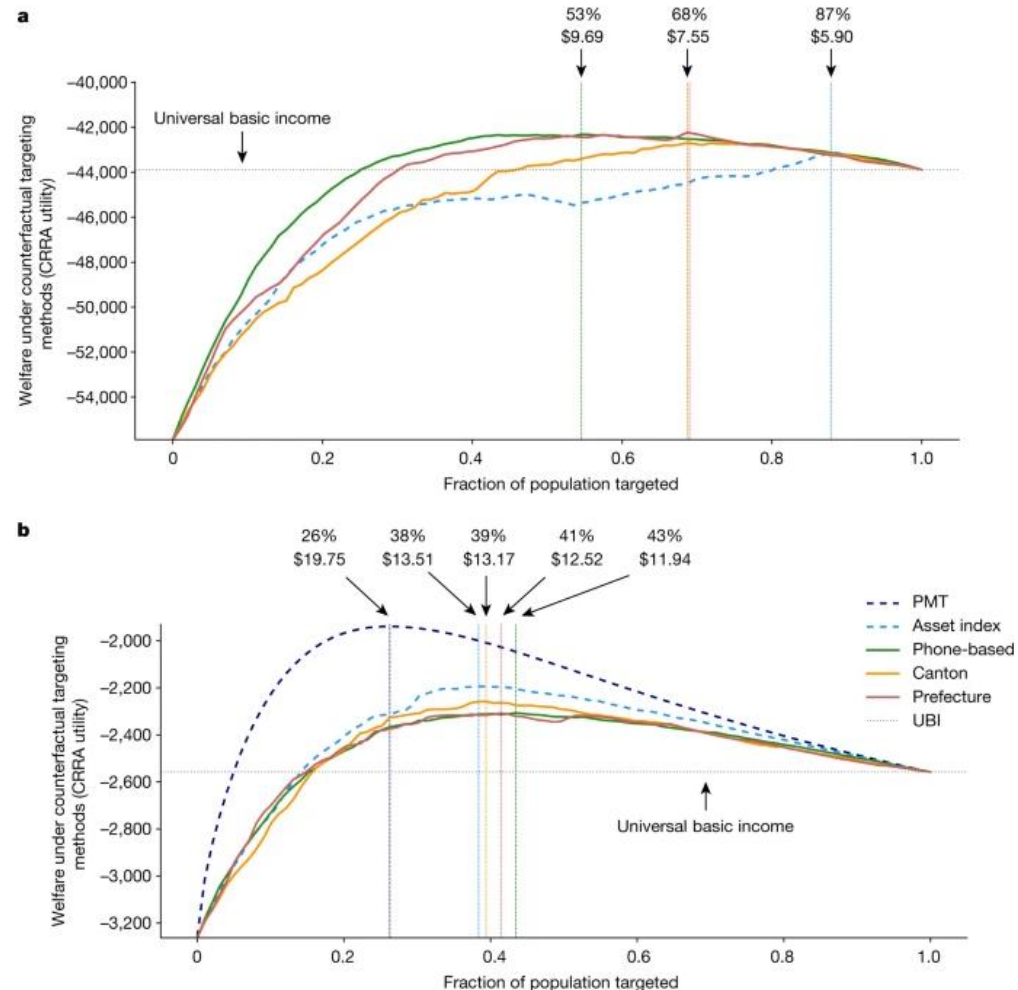 a
53% 68% 87%
$9.69 $7.55 $5.90
Welfare under counterfactual targeting
methods (CRRA utility)
–40,000
–42,000
–44,000
–46,000
–48,000
–50,000
–52,000
–54,000
Universal basic income
0 0.2 0.4 0.6 0.8 1.0
Fraction of population targeted
b
26% 38% 39% 41% 43%
$19.75 $13.51 $13.17 $12.52 $11.94
Welfare under counterfactual targeting
methods (CRRA utility)
–2,000
–2,200
–2,400
–2,600
–2,800
–3,000
–3,200
PMT
Asset index
Phone-based
Canton
Prefecture
UBI
Universal basic income
0 0.2 0.4 0.6 0.8 1.0
Fraction of population targeted